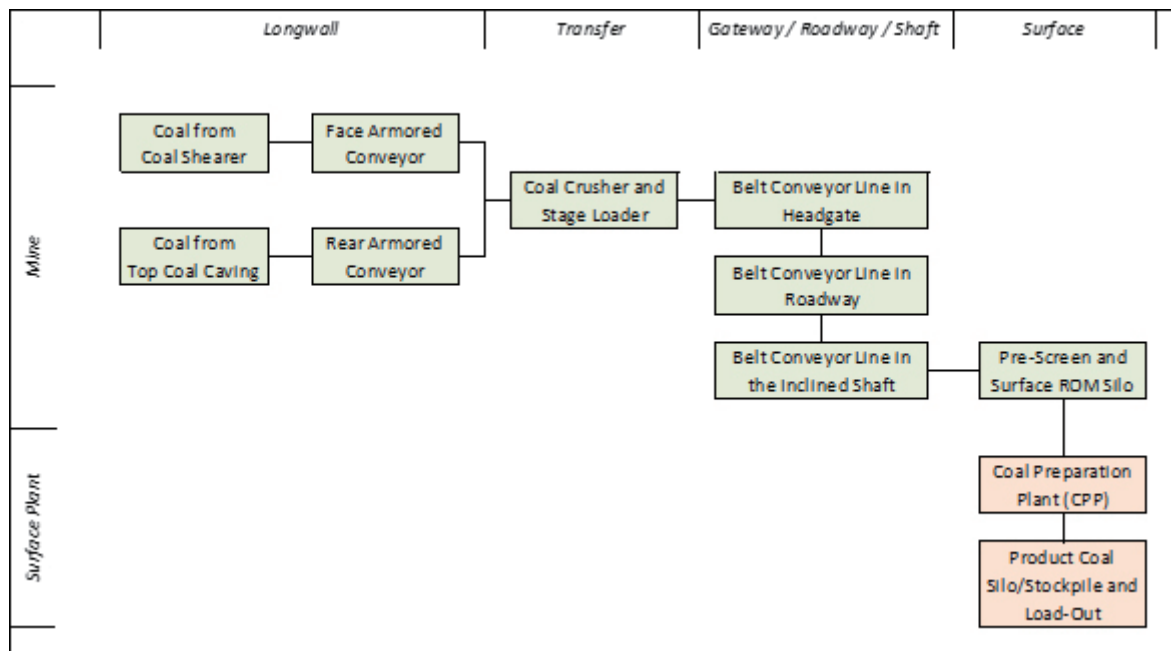 Longwall
Transfer
Gateway / Roadway / Shaft
Surface
Mine
Coal from
Coal Shearer
Face Armored
Conveyor
Coal from
Top Coal Caving
Rear Armored
Conveyor
Coal Crusher and
Stage Loader
Belt Conveyor Line in
Headgate
Belt Conveyor Line in
Roadway
Belt Conveyor Line in
the Inclined Shaft
Pre-Screen and
Surface ROM Silo
Surface Plant
Coal Preparation
Plant (CPP)
Product Coal
Silo/Stockpile and
Load-Out